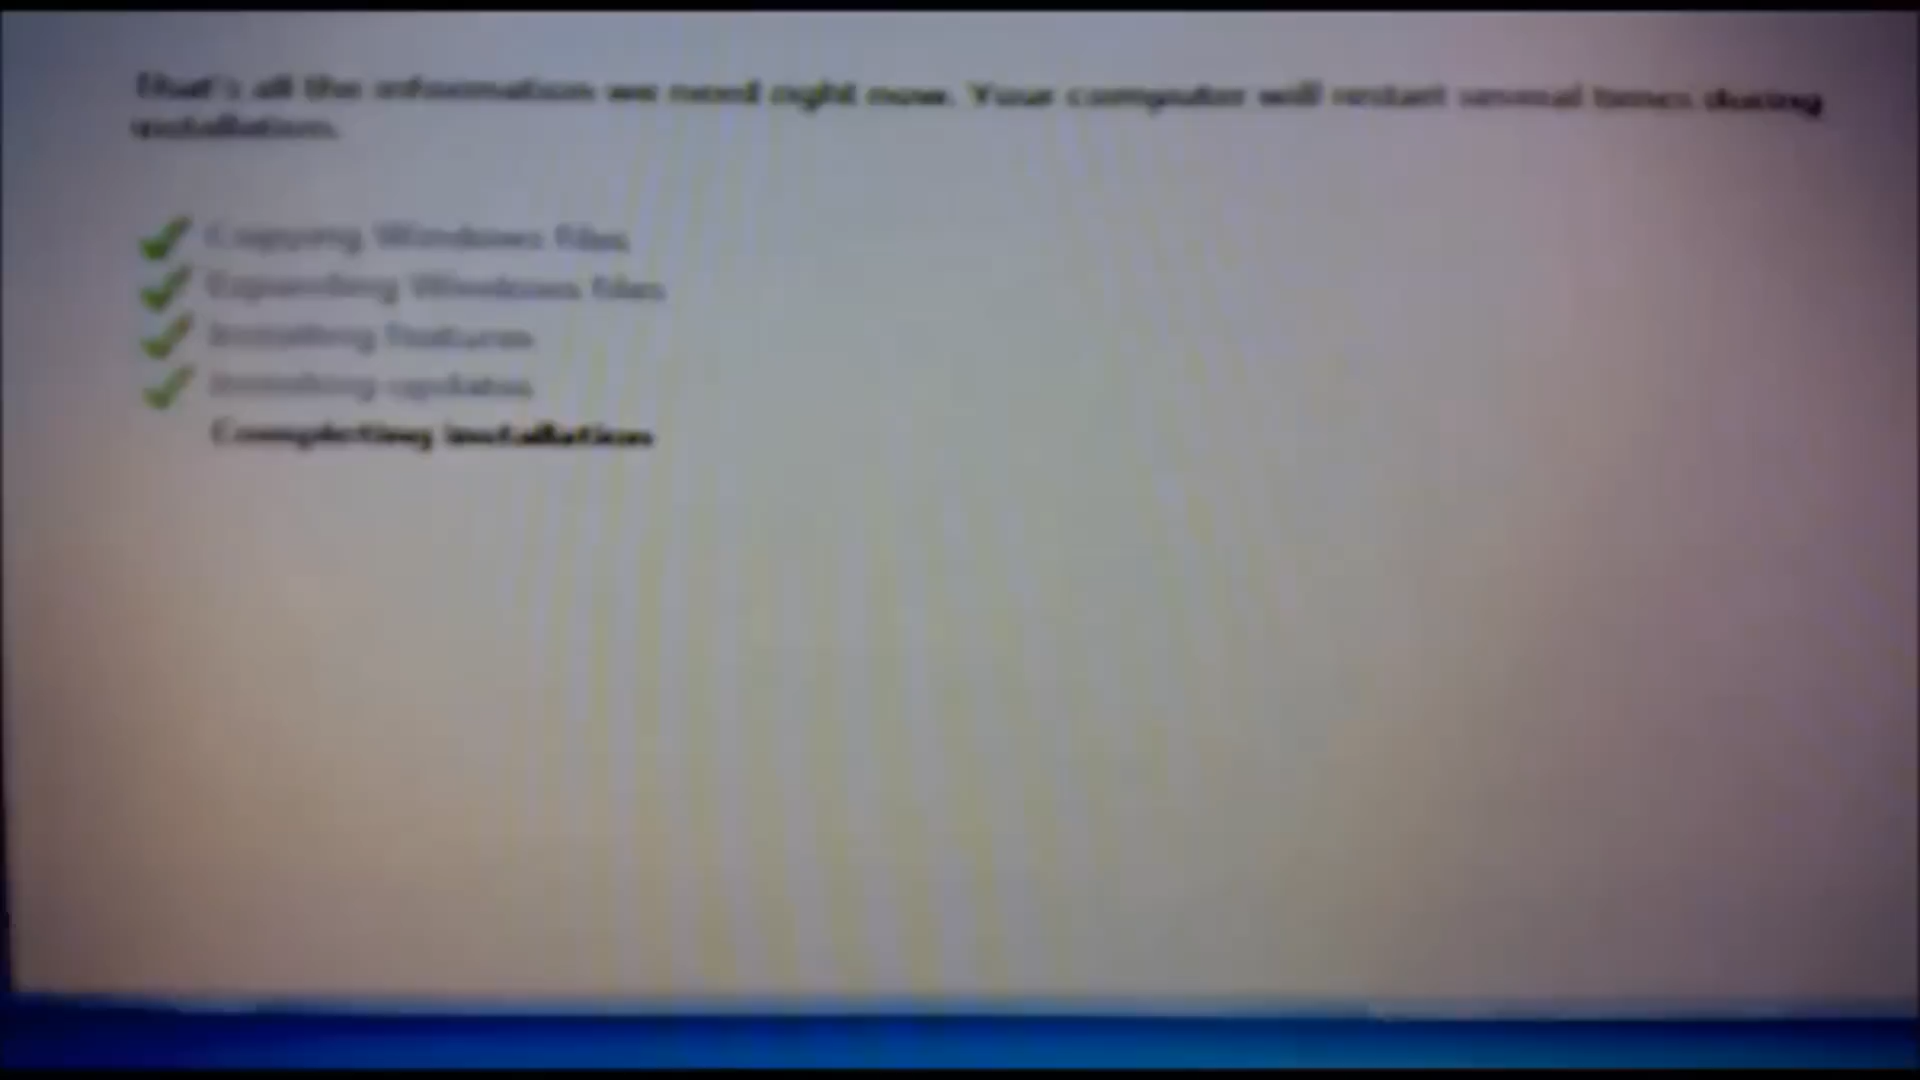 That's all the information we need right now. Your computer will restart several times during
installation.
Copying Windows files
Expanding Windows files
Installing features
Installing updates
Completing installation